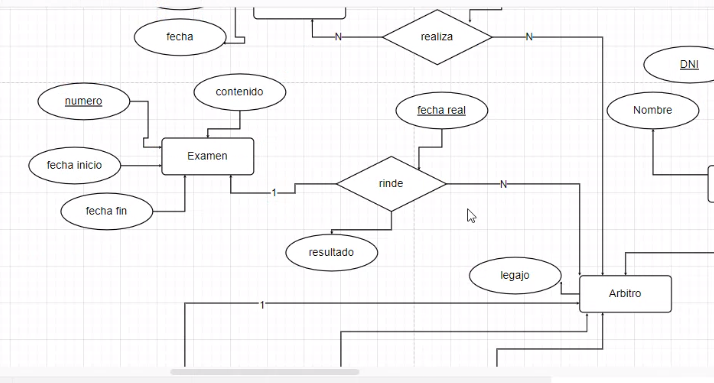 fecha
N
realiza
N
DNI
contenido
numero
fecha real
Nombre
Examen
fecha inicio
rinde
N
1
fecha fin
resultado
legajo
Arbitro
1